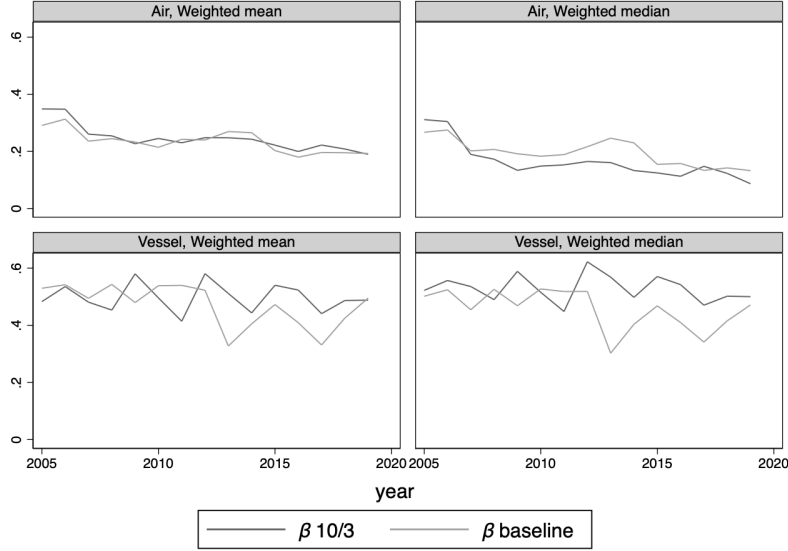 Air, Weighted mean
Air, Weighted median
.6
.4
.2
0
Vessel, Weighted mean
Vessel, Weighted median
.6
.4
.2
0
2005 2010 2015 2020 2005 2010 2015 2020
year
β 10/3 β baseline